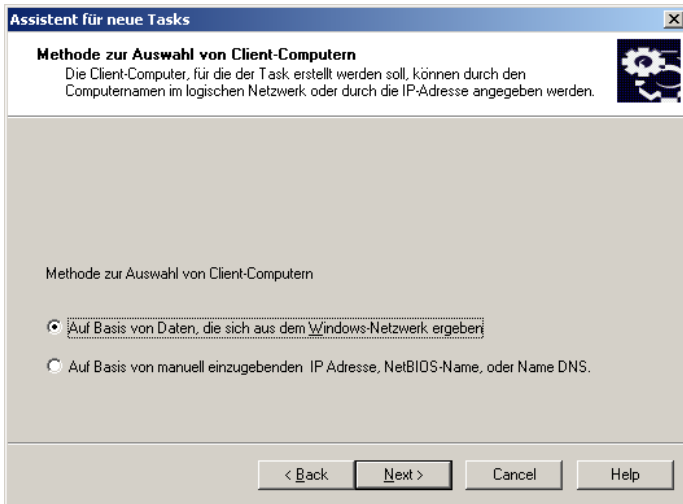 Assistent für neue Tasks
Methode zur Auswahl von Client-Computern
Die Client-Computer, für die der Task erstellt werden soll, können durch den
Computernamen im logischen Netzwerk oder durch die IP-Adresse angegeben werden.
Methode zur Auswahl von Client-Computern
Auf Basis von Daten, die sich aus dem Windows-Netzwerk ergeben
Auf Basis von manuell einzugebenden  IP Adresse, NetBIOS-Name, oder Name DNS.
< Back Next > Cancel Help